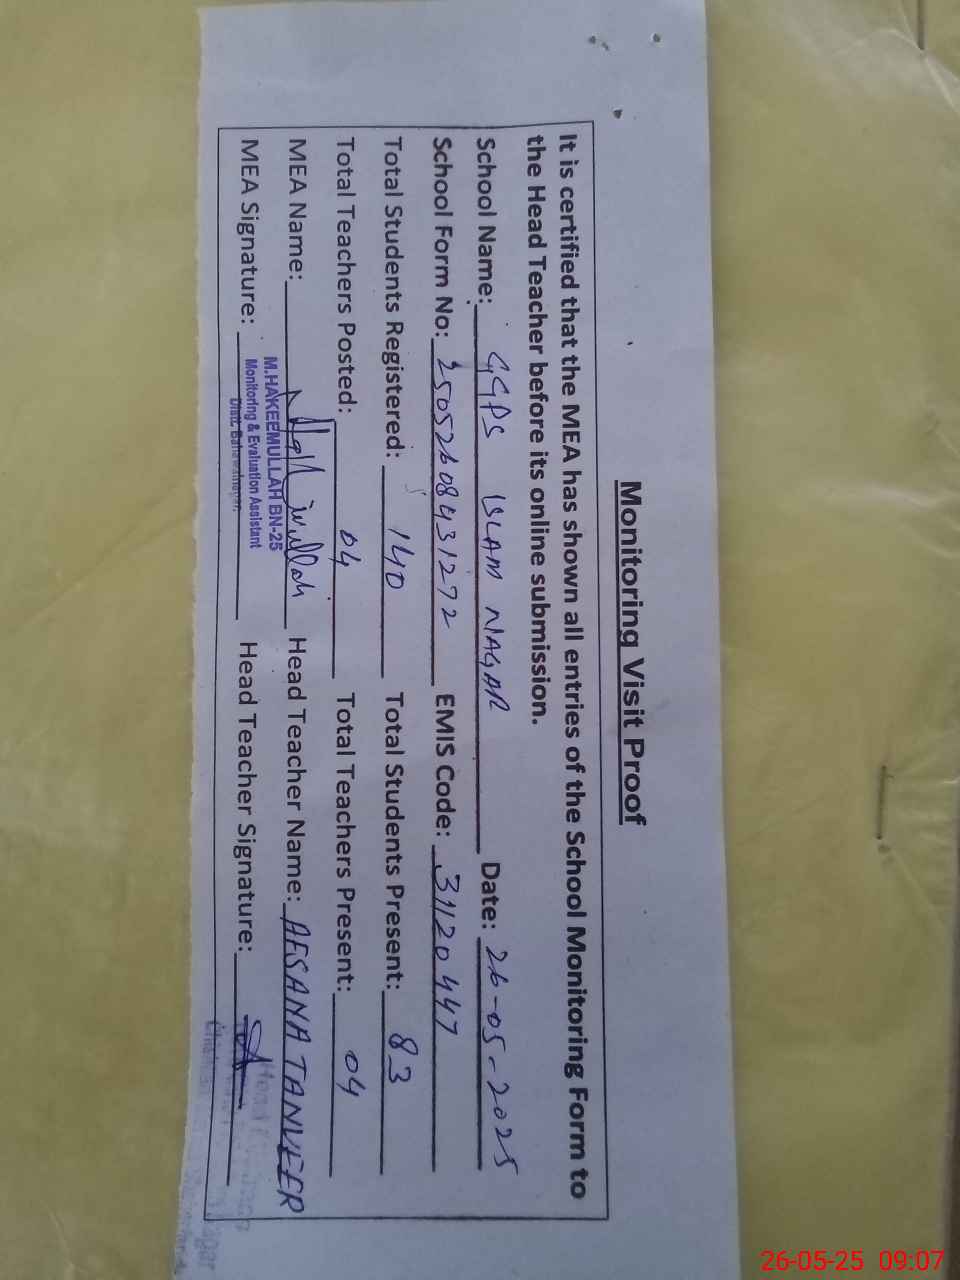 Monitoring Visit Proof
It is certified that the MEA has shown all entries of the School Monitoring Form to
the Head Teacher before its online submission.
School Name: GGPS ISLAM NAGAR Date: 26-05-2025
School Form No: 25052608431272 EMIS Code: 31120447
Total Students Registered: 140 Total Students Present: 83
Total Teachers Posted: 04 Total Teachers Present: 04
MEA Name: Head Teacher Name: AFSANA TANVEER
M.HAKEEMULLAH BN-25
Monitoring & Evaluation Assistant
Distt. Bahawalnagar.
MEA Signature: Head Teacher Signature:
26-05-25 09:07